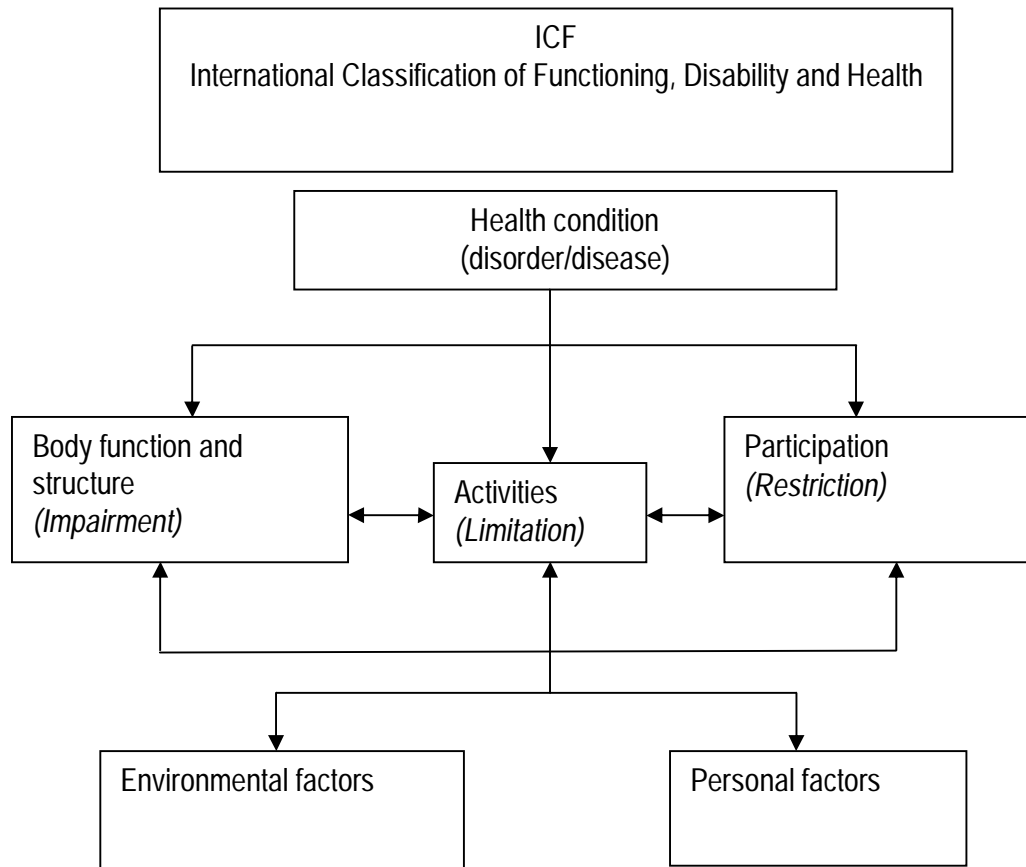 ICF
International Classification of Functioning, Disability and Health
Health condition
(disorder/disease)
Body function and
structure
(Impairment)
Activities
(Limitation)
Participation
(Restriction)
Environmental factors
Personal factors